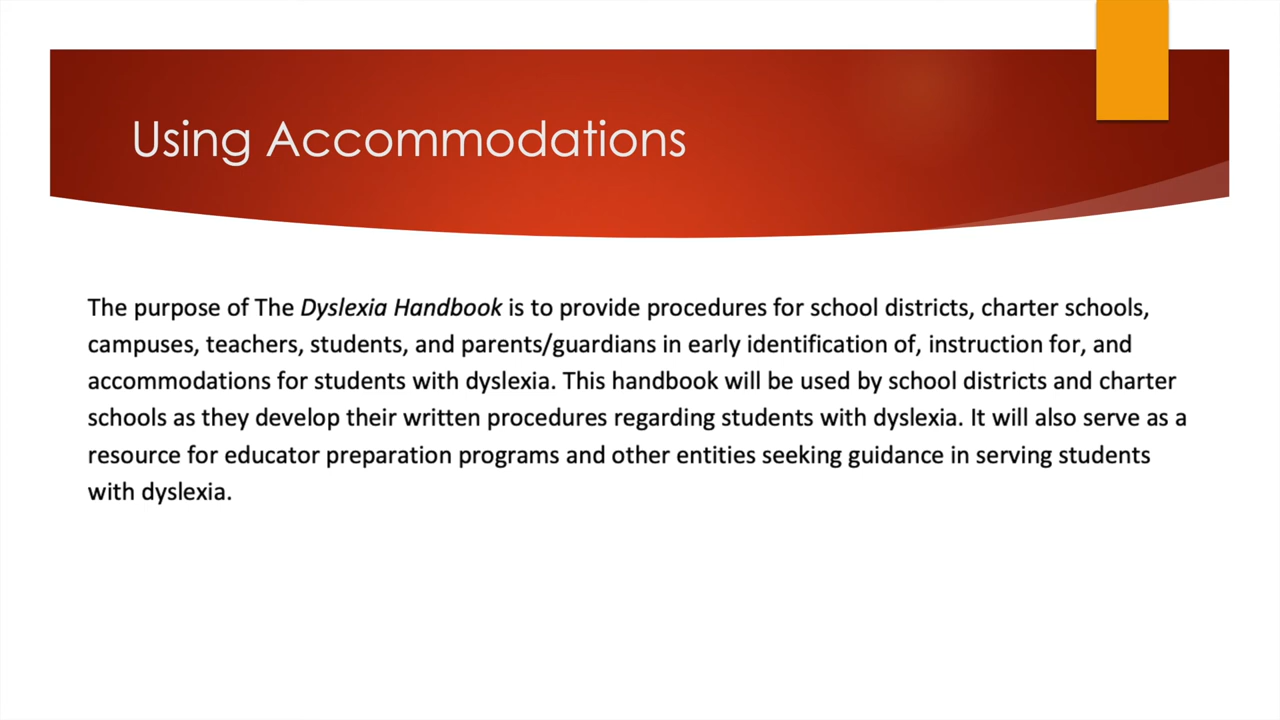 Using Accommodations
The purpose of The Dyslexia Handbook is to provide procedures for school districts, charter schools,
campuses, teachers, students, and parents/guardians in early identification of, instruction for, and
accommodations for students with dyslexia. This handbook will be used by school districts and charter
schools as they develop their written procedures regarding students with dyslexia. It will also serve as a
resource for educator preparation programs and other entities seeking guidance in serving students
with dyslexia.